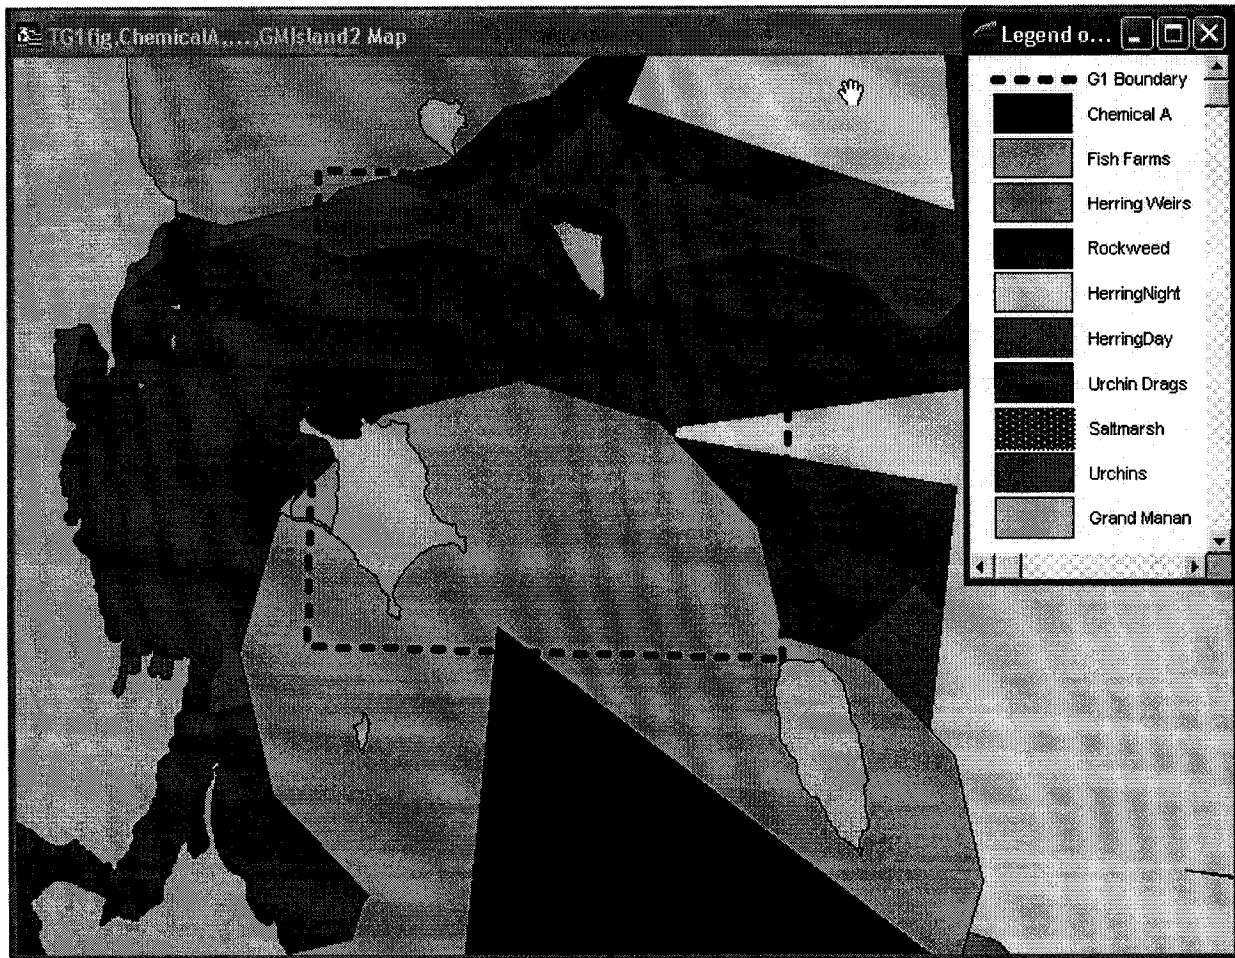 TG1fig,ChemicalA,...,GMIsland2 Map
Legend o...
G1 Boundary
Chemical A
Fish Farms
Herring Weirs
Rockweed
HerringNight
HerringDay
Urchin Drags
Saltmarsh
Urchins
Grand Manan